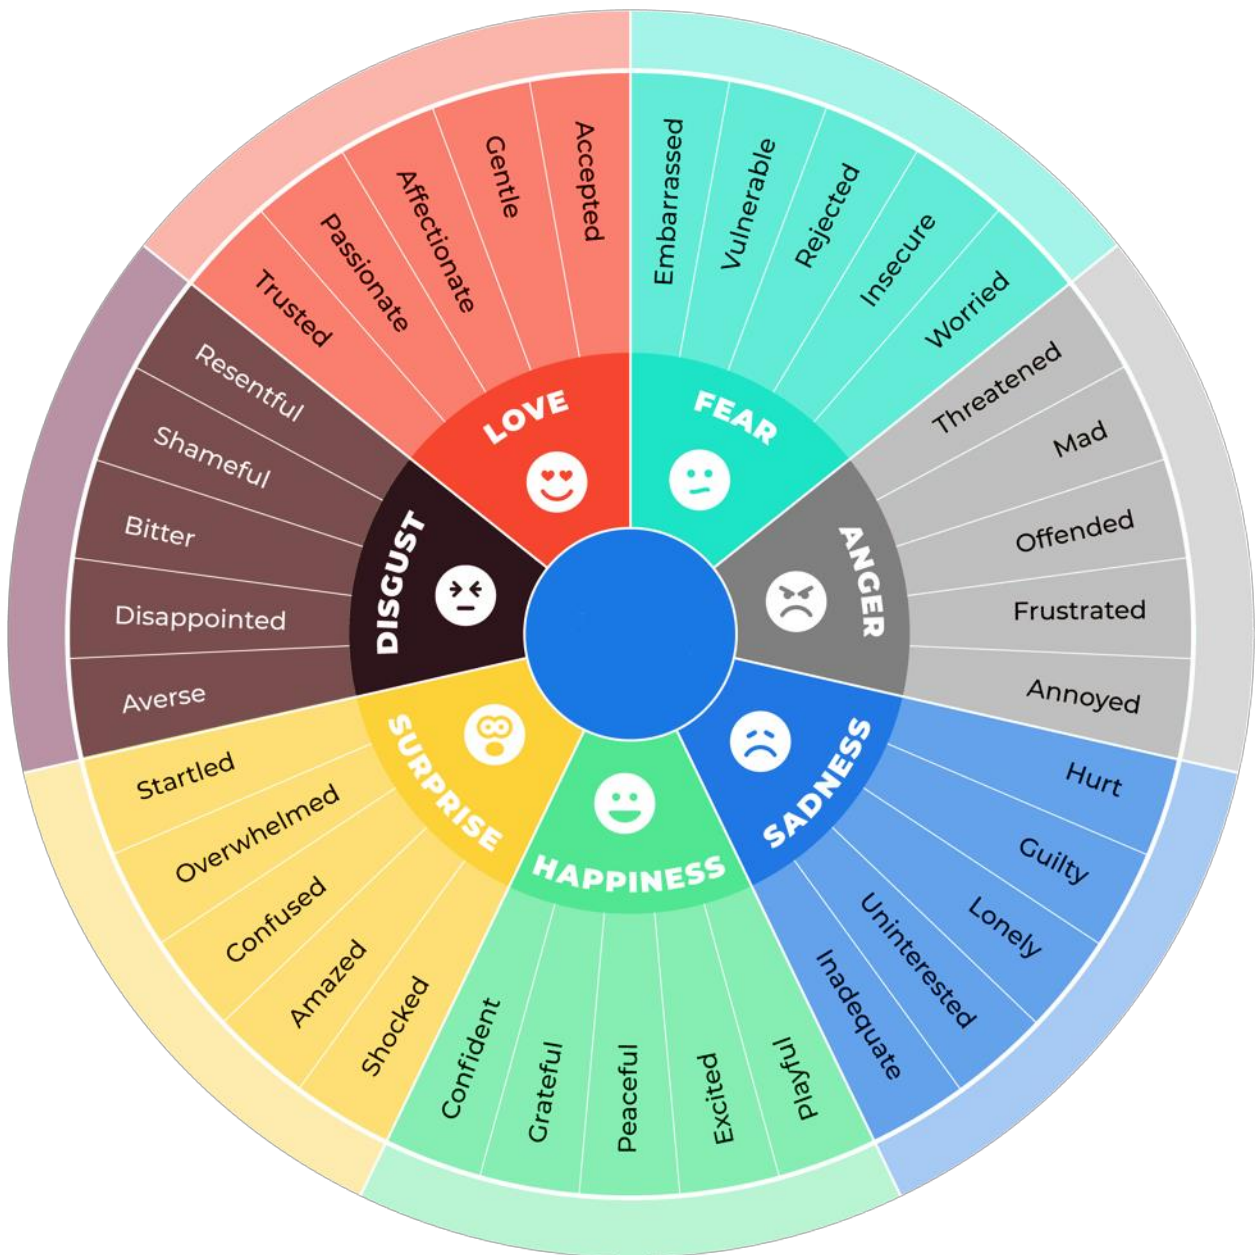 FEAR
Embarrassed
Vulnerable
Rejected
Insecure
Worried
ANGER
Threatened
Mad
Offended
Frustrated
Annoyed
SADNESS
Hurt
Guilty
Lonely
Uninterested
Inadequate
HAPPINESS
Playful
Excited
Peaceful
Grateful
Confident
SURPRISE
Shocked
Amazed
Confused
Overwhelmed
Startled
DISGUST
Averse
Disappointed
Bitter
Shameful
Resentful
LOVE
Trusted
Passionate
Affectionate
Gentle
Accepted